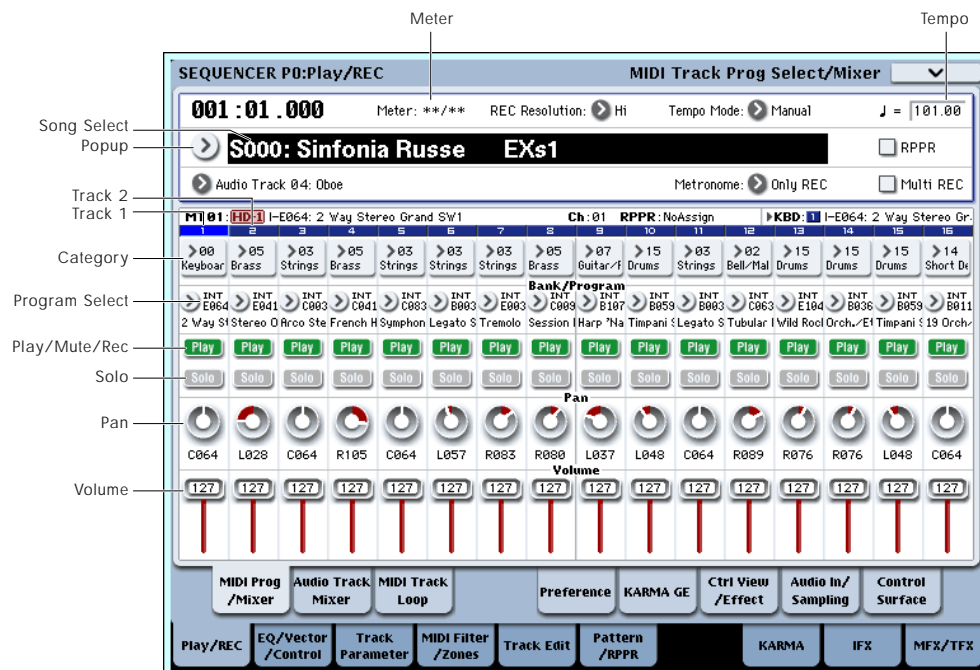 Meter Tempo
SEQUENCER P0:Play/REC MIDI Track Prog Select/Mixer
001:01.000 Meter: **/** REC Resolution: Hi Tempo Mode: Manual ♩ = 101.00
Song Select
Popup
S000: Sinfonia Russe EXs1 RPPR
Audio Track 04: Oboe Metronome: Only REC Multi REC
Track 2
Track 1
MT 01: HD-1 I-E064: 2 Way Stereo Grand SW1 Ch:01 RPPR:NoAssign KBD: 1 I-E064: 2 Way Stereo Gr
1 2 3 4 5 6 7 8 9 10 11 12 13 14 15 16
Category
00 05 03 05 03 03 03 05 07 15 03 02 15 15 15 14
Keyboar Brass Strings Brass Strings Strings Strings Brass Guitar/F Drums Strings Bell/Mal Drums Drums Drums Short De
Bank/Program
Program Select
INT INT INT INT INT INT INT INT INT INT INT INT INT INT INT INT
E064 E041 C003 C041 C083 B003 E003 C009 B107 B059 B003 C083 E104 B036 B059 B011
2 Way St Stereo O Arco Ste French H Symphon Legato S Tremolo Session Harp "Na Timpani S Legato S Tubular Wild Rocl Orch./Et Timpani S 19 Orch
Play/Mute/Rec
Play Play Play Play Play Play Play Play Play Play Play Play Play Play Play Play
Solo
Solo Solo Solo Solo Solo Solo Solo Solo Solo Solo Solo Solo Solo Solo Solo Solo
Pan
Pan
C064 L028 C064 R105 C064 L057 R083 R080 L037 L048 C064 R089 R076 R076 L048 C064
Volume
Volume
127 127 127 127 127 127 127 127 127 127 127 127 127 127 127 127
MIDI Prog /Mixer Audio Track Mixer MIDI Track Loop Preference KARMA GE Ctrl View /Effect Audio In/ Sampling Control Surface
Play/REC EQ/Vector /Control Track Parameter MIDI Filter /Zones Track Edit Pattern /RPPR KARMA IFX MFX/TFX